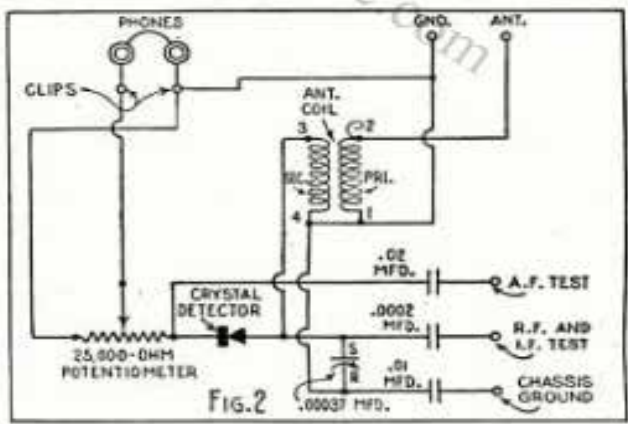 PHONES
GND.
ANT.
CLIPS
ANT.
COIL
3
2
SEC.
PRI.
4
1
.02
MFD.
A.F. TEST
CRYSTAL
DETECTOR
.0002
MFD.
R.F. AND
I.F. TEST
25,000-OHM
POTENTIOMETER
S
R
.01
MFD.
CHASSIS
GROUND
.00037 MFD.
FIG. 2
.com